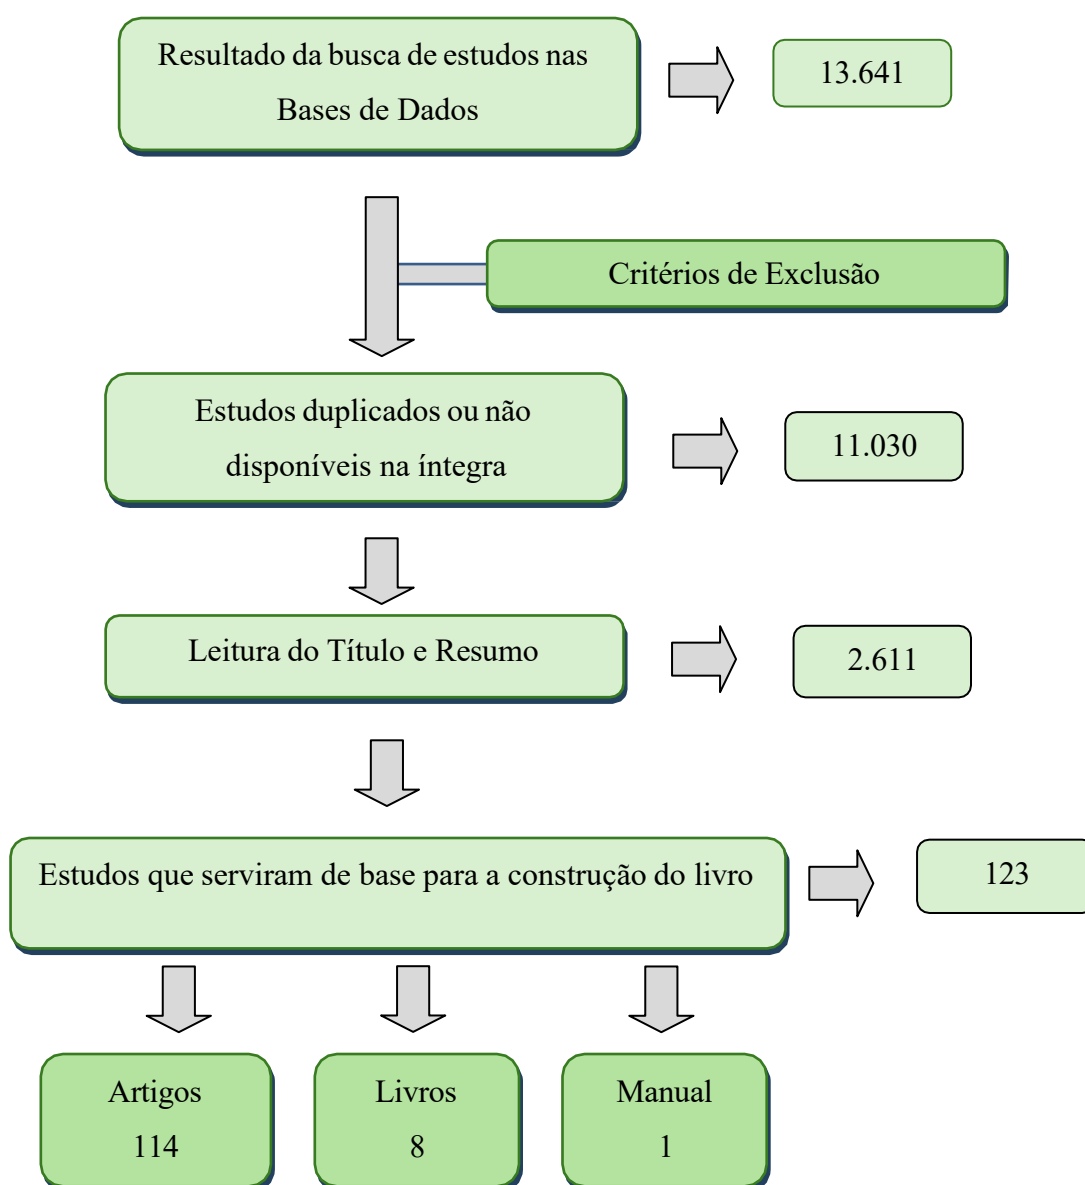 Resultado da busca de estudos nas
Bases de Dados
13.641
Critérios de Exclusão
Estudos duplicados ou não
disponíveis na íntegra
11.030
Leitura do Título e Resumo
2.611
Estudos que serviram de base para a construção do livro
123
Artigos
114
Livros
8
Manual
1